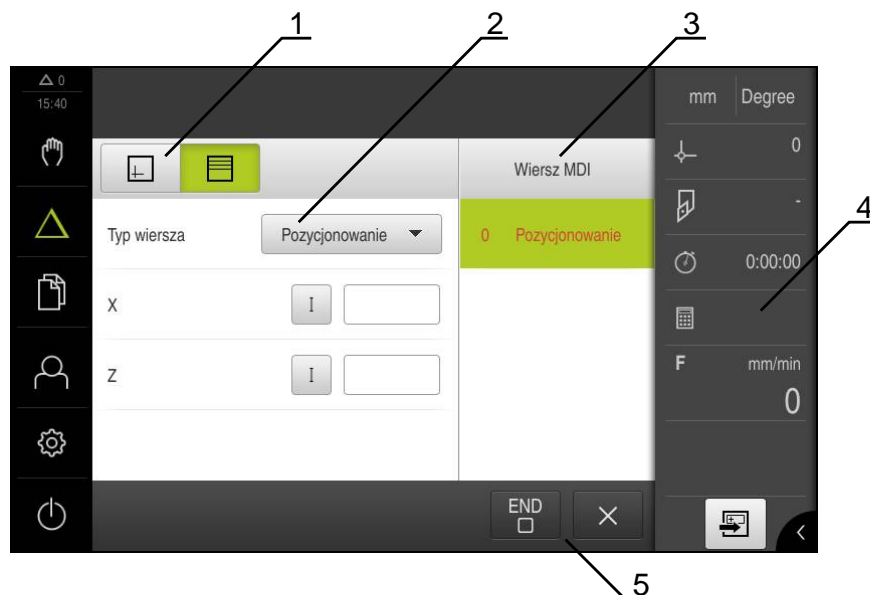 1 2 3
0
15:40
mm Degree
0
Wiersz MDI
-
4
Typ wiersza Pozycjonowanie 0 Pozycjonowanie
0:00:00
X I
F mm/min
Z I
0
END
5